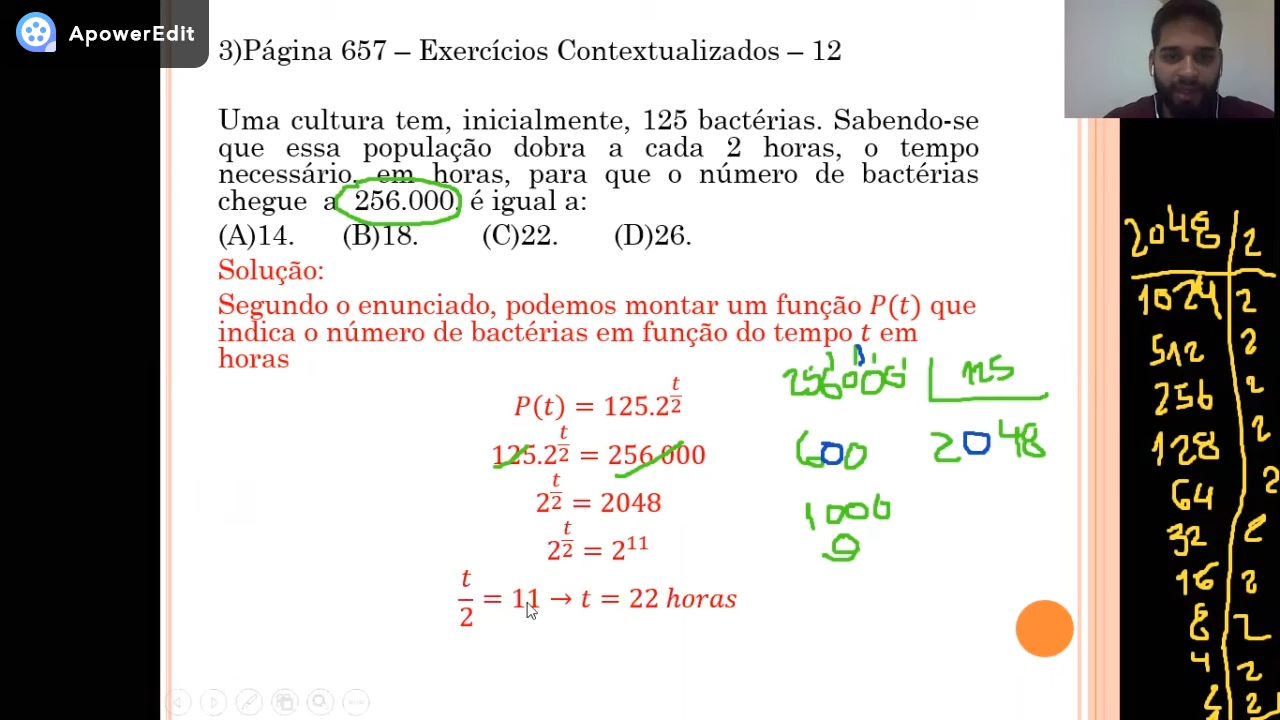 ApowerEdit
3)Página 657 – Exercícios Contextualizados – 12
Uma cultura tem, inicialmente, 125 bactérias. Sabendo-se
que essa população dobra a cada 2 horas, o tempo
necessário, em horas, para que o número de bactérias
chegue a 256.000, é igual a:
(A)14. (B)18. (C)22. (D)26.
Solução:
Segundo o enunciado, podemos montar um função P(t) que
indica o número de bactérias em função do tempo t em
horas
P(t) = 125.2^(t/2)
125.2^(t/2) = 256.000
2^(t/2) = 2048
2^(t/2) = 2^11
t/2 = 11 → t = 22 horas
256000 125
600 2048
1000
0
2048 2
1024 2
512 2
256 2
128 2
64 2
32 2
16 2
8 2
4 2
2 2